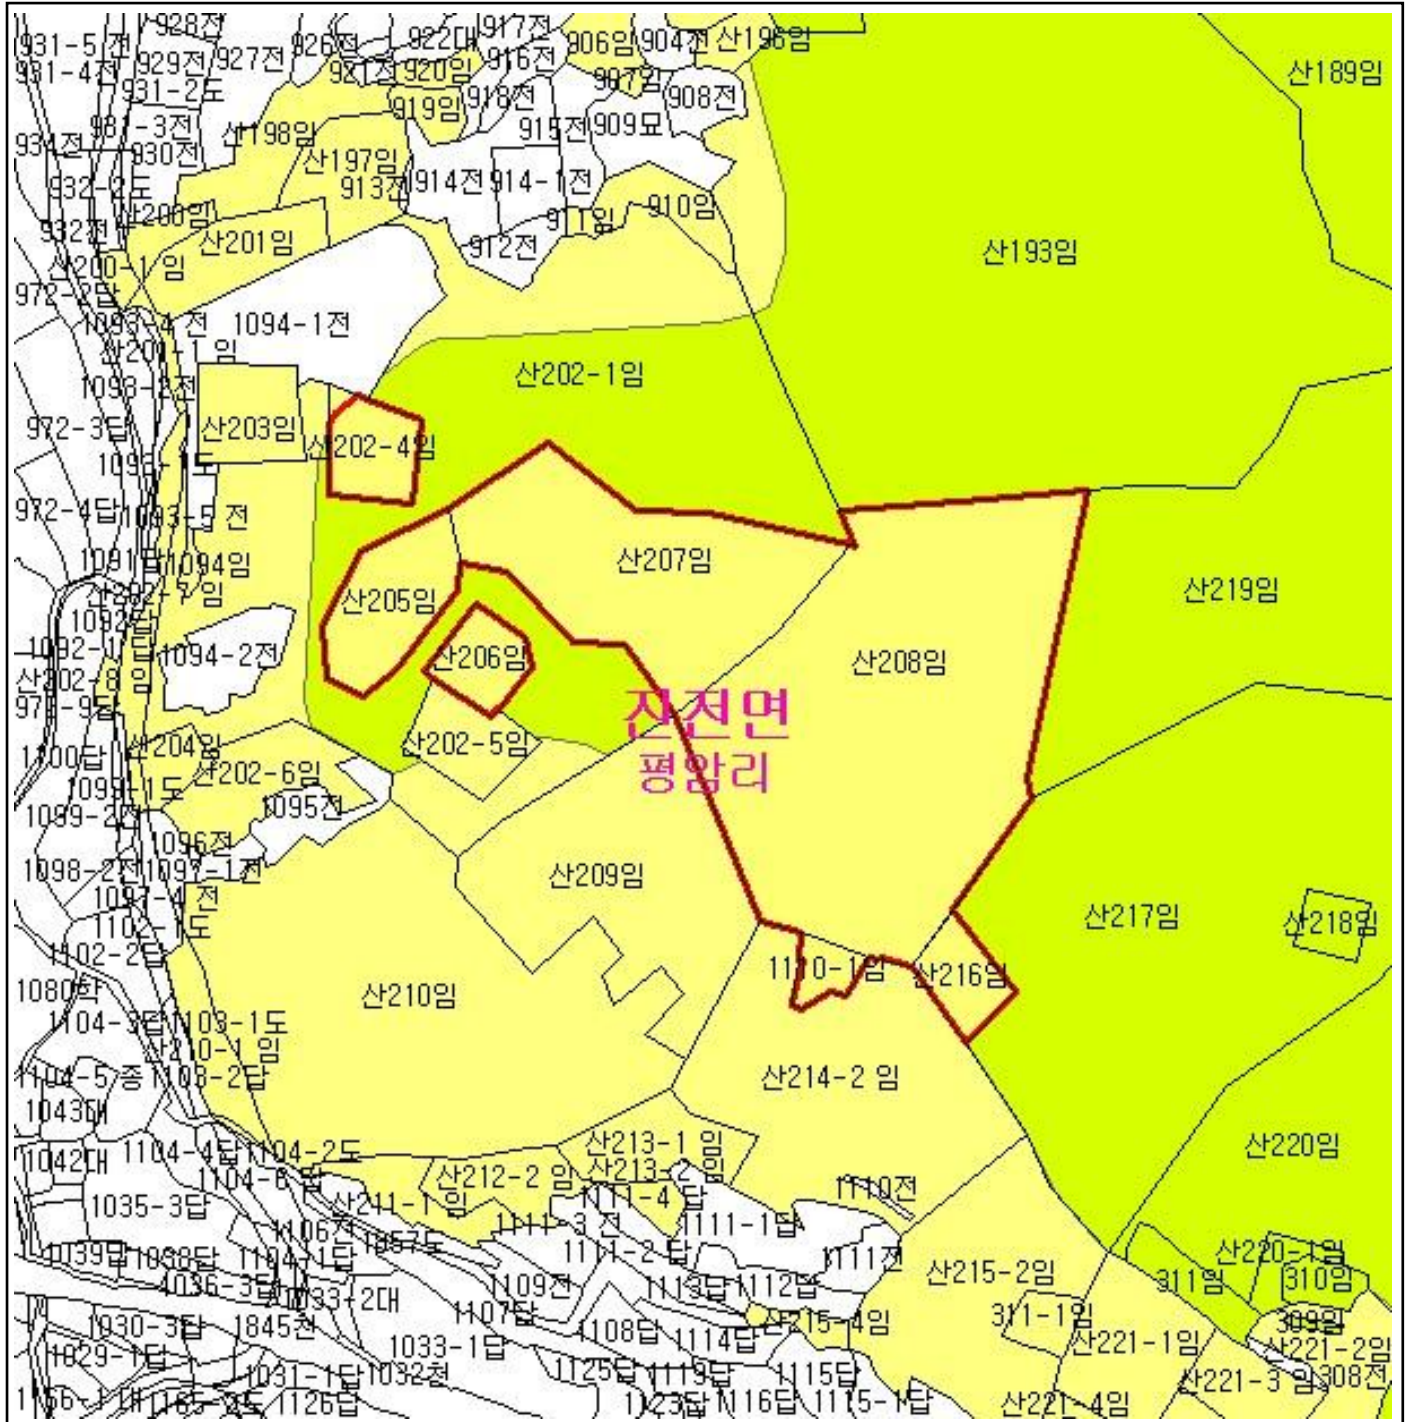 928전
922대
917전
931-5 전
926전
906임
904전
산196임
927전
916전
929전
931-4전
921전
920임
907임
산189임
931-2도
918전
908전
919임
931-3전
915전
909묘
934전
산198임
930전
산197임
932-2도
913전
914전
914-1전
910임
산200임
911임
932전
산201임
912전
산193임
산200-1 임
972-2답
1093-4 전
1094-1전
산201-1 임
산202-1임
1093-2전
972-3답
산203임
산202-4임
972-4답
1093-5 전
1091답
1094임
산207임
산205임
산219임
산202-7 임
1092답
1092-1답
1094-2전
산206임
산208임
산202-8 임
진전면
산204임
산202-5임
1100답
산202-6임
평암리
1099-1도
1095전
1099-2전
1096전
1098-2전
1097-1전
산209임
1097-4 전
1102-1도
산217임
산218임
1102-2답
1110-1임
산216임
산210임
1104-3답
1103-1도
산210-1 임
1104-5 종
1103-2답
산214-2 임
1043대
산213-1 임
산220임
1104-4답
1104-2도
1042대
산213-2 임
산212-2 임
1110전
산211-1 임
1111-4 답
1035-3답
1111-3 전
1111-1답
1039답
1038답
1104-1답
1111-2 답
1111전
산220-1임
산215-2임
1036-3답
1109전
1113답
1112답
311임
310임
1107답
311-1임
309임
1030-3답
1845천
1108답
1114답
산215-4임
산221-1임
산221-2임
1033-1답
1029-1답
1031-1답
1032천
1125답
1119답
1115답
산221-3 임
308전
1126답
1123답
1116답
1115-1답
산221-4임